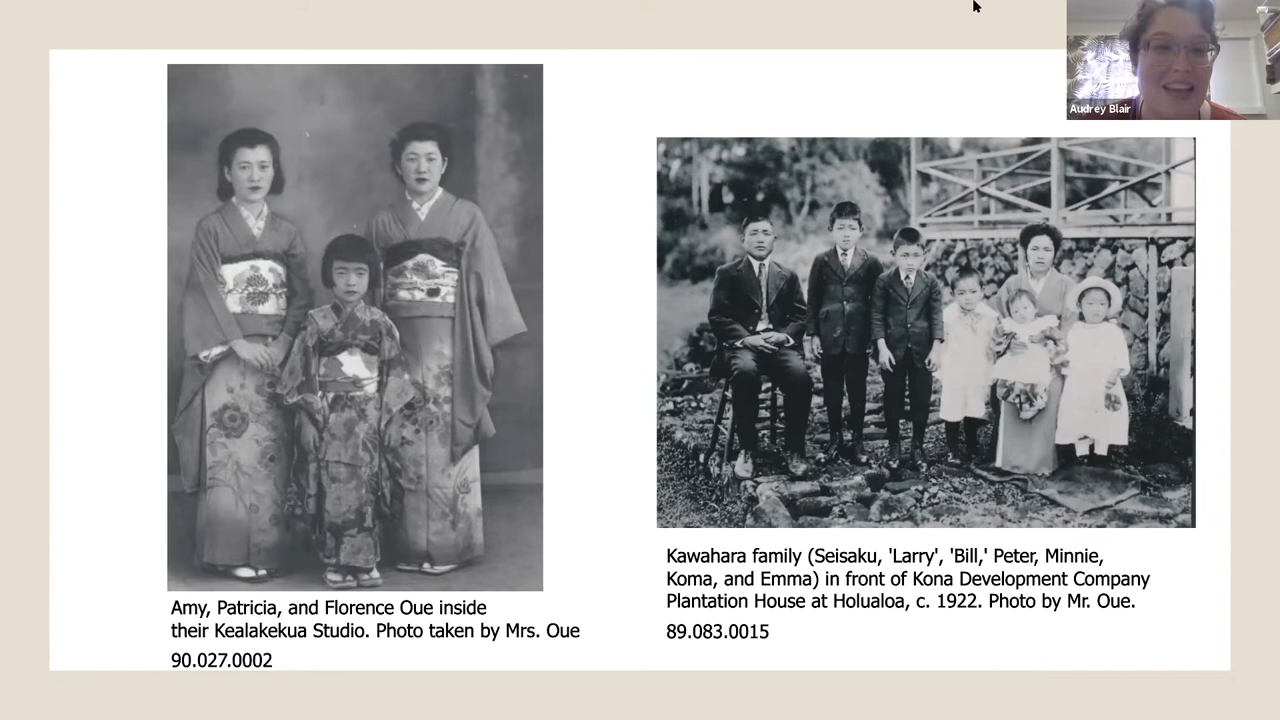 Audrey Blair
Amy, Patricia, and Florence Oue inside
their Kealakekua Studio. Photo taken by Mrs. Oue
90.027.0002
Kawahara family (Seisaku, 'Larry', 'Bill,' Peter, Minnie,
Koma, and Emma) in front of Kona Development Company
Plantation House at Holualoa, c. 1922. Photo by Mr. Oue.
89.083.0015